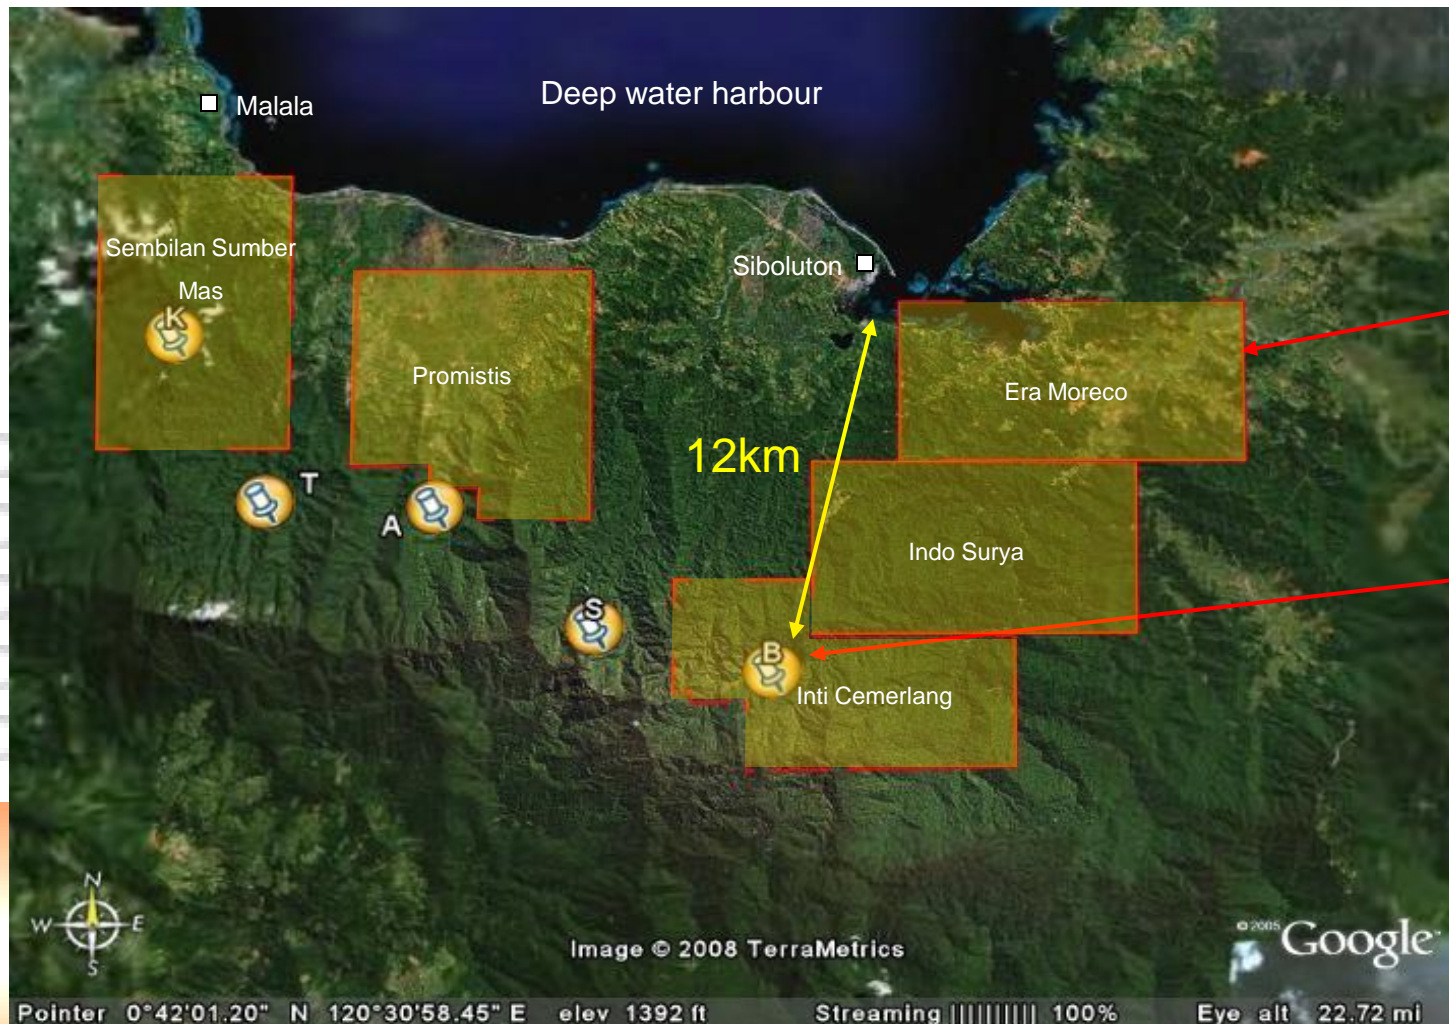 Malala
Deep water harbour
Sembilan Sumber
Mas
K
Siboluton
Promistis
Era Moreco
12km
T
A
Indo Surya
S
B
Inti Cemerlang
N
W E
S
Image © 2008 TerraMetrics
©2005 Google™
Pointer 0°42'01.20" N 120°30'58.45" E elev 1392 ft Streaming |||||||||| 100% Eye alt 22.72 mi